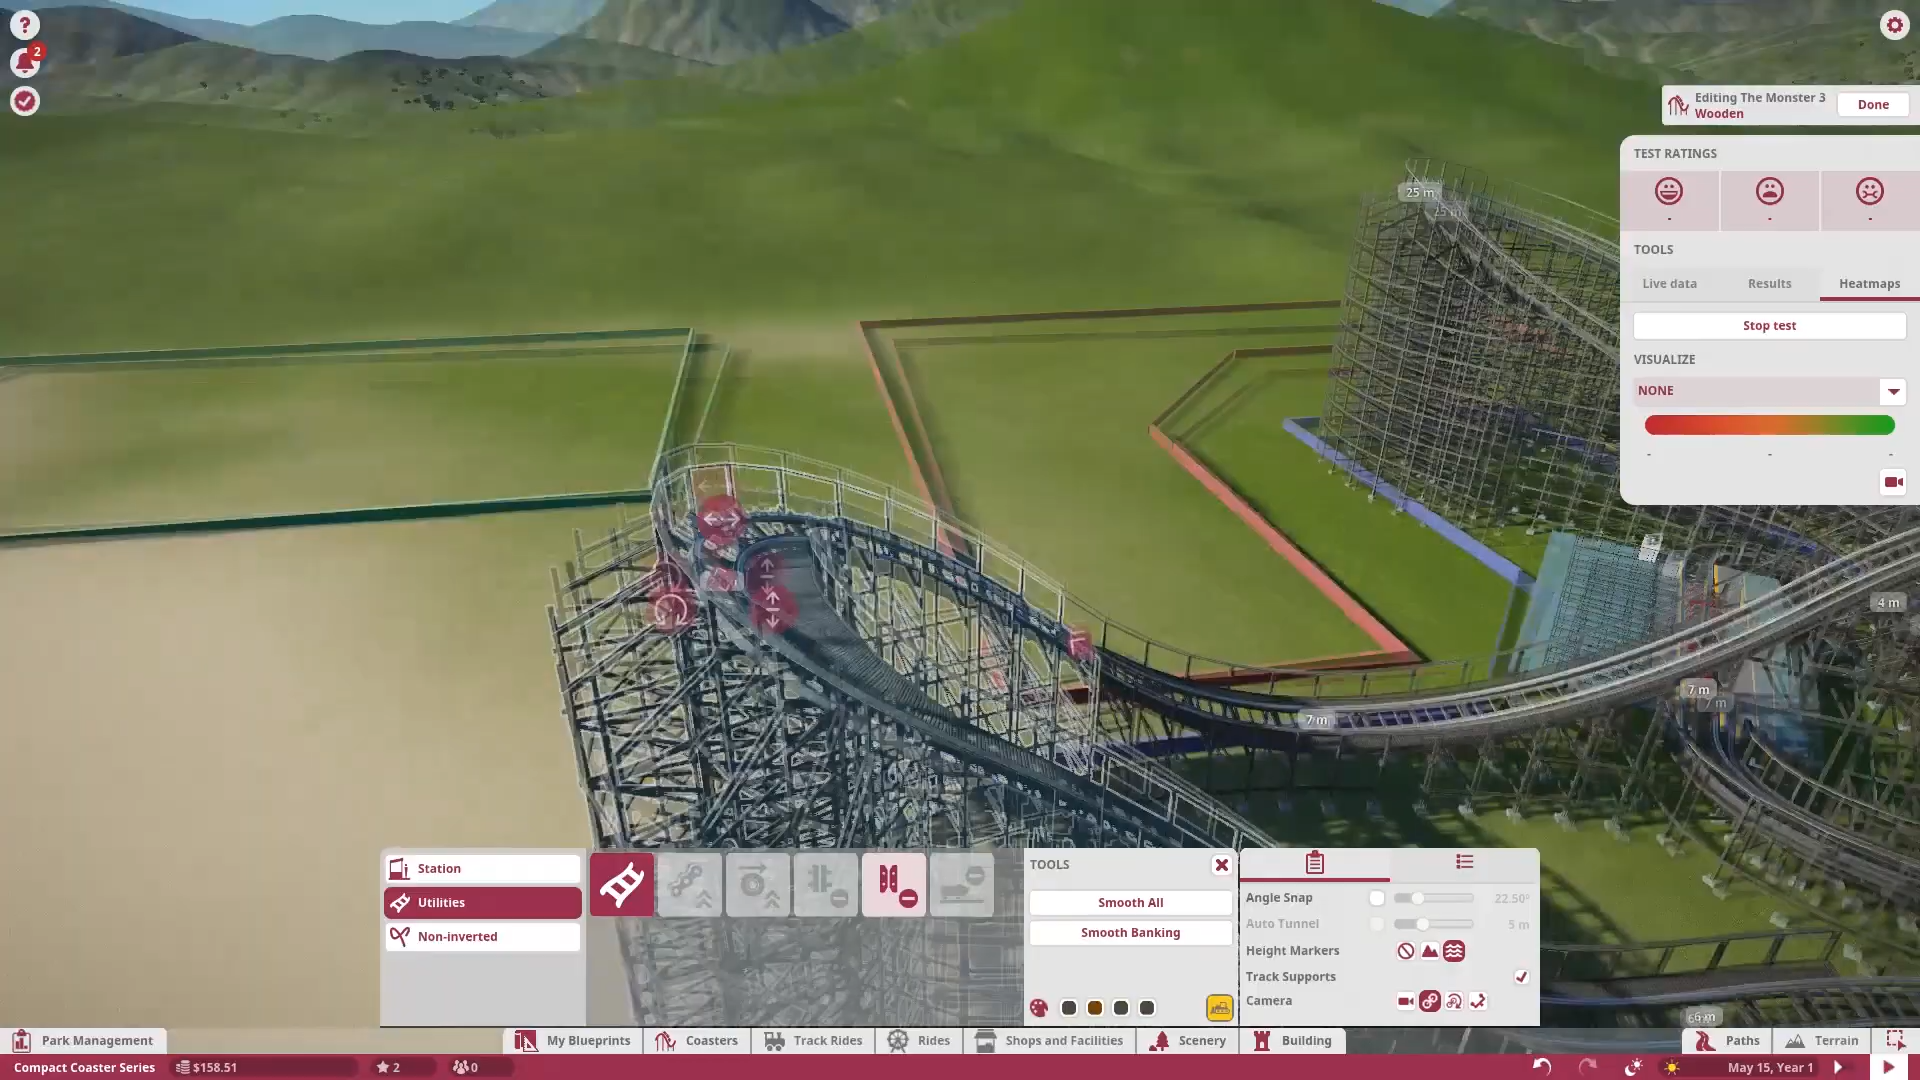 ?
2
Editing The Monster 3
Wooden
Done
TEST RATINGS
- - -
TOOLS
Live data
Results
Heatmaps
Stop test
VISUALIZE
NONE
- - -
25 m
4 m
7 m
7 m
7 m
Station
Utilities
Non-inverted
TOOLS
Smooth All
Smooth Banking
Angle Snap
22.50°
Auto Tunnel
5 m
Height Markers
Track Supports
Camera
Park Management
My Blueprints
Coasters
Track Rides
Rides
Shops and Facilities
Scenery
Building
Paths
Terrain
Compact Coaster Series
$158.51
2
0
May 15, Year 1